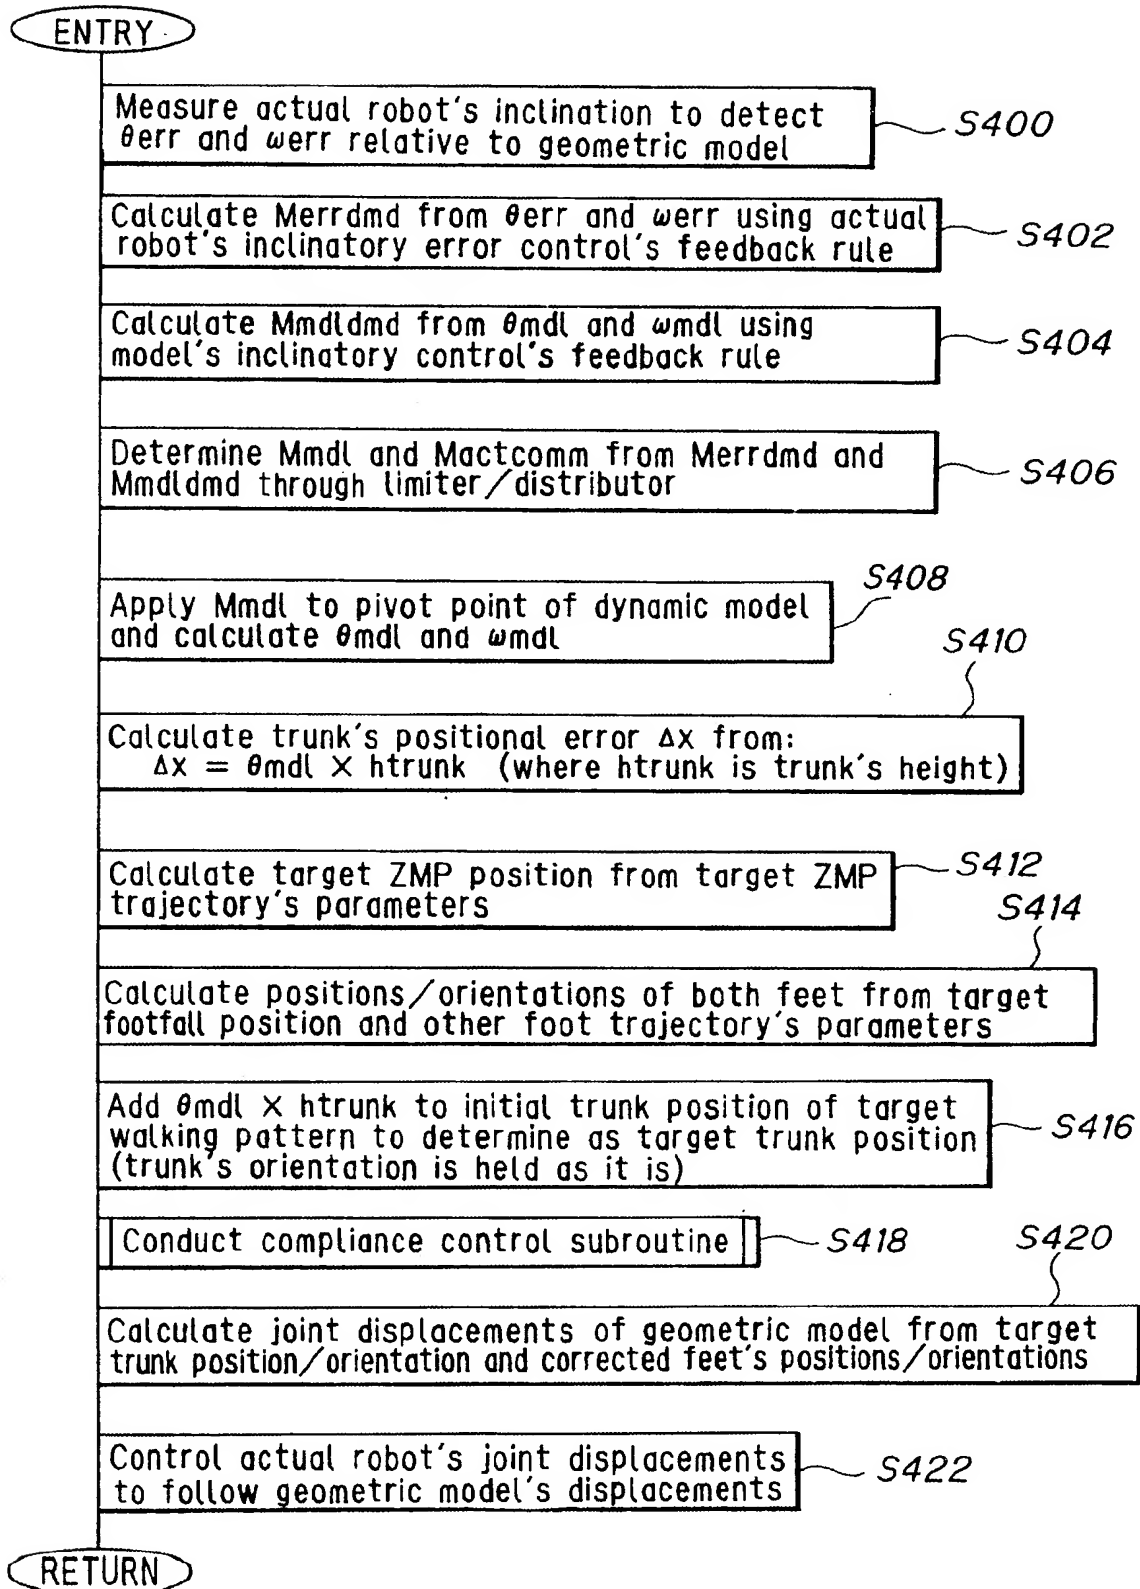 ENTRY
Measure actual robot's inclination to detect
θerr and ωerr relative to geometric model
S400
Calculate Merrdmd from θerr and ωerr using actual
robot's inclinatory error control's feedback rule
S402
Calculate Mmdldmd from θmdl and ωmdl using
model's inclinatory control's feedback rule
S404
Determine Mmdl and Mactcomm from Merrdmd and
Mmdldmd through limiter/distributor
S406
Apply Mmdl to pivot point of dynamic model
and calculate θmdl and ωmdl
S408
Calculate trunk's positional error Δx from:
Δx = θmdl X htrunk (where htrunk is trunk's height)
S410
Calculate target ZMP position from target ZMP
trajectory's parameters
S412
Calculate positions/orientations of both feet from target
footfall position and other foot trajectory's parameters
S414
Add θmdl X htrunk to initial trunk position of target
walking pattern to determine as target trunk position
(trunk's orientation is held as it is)
S416
Conduct compliance control subroutine
S418
Calculate joint displacements of geometric model from target
trunk position/orientation and corrected feet's positions/orientations
S420
Control actual robot's joint displacements
to follow geometric model's displacements
S422
RETURN